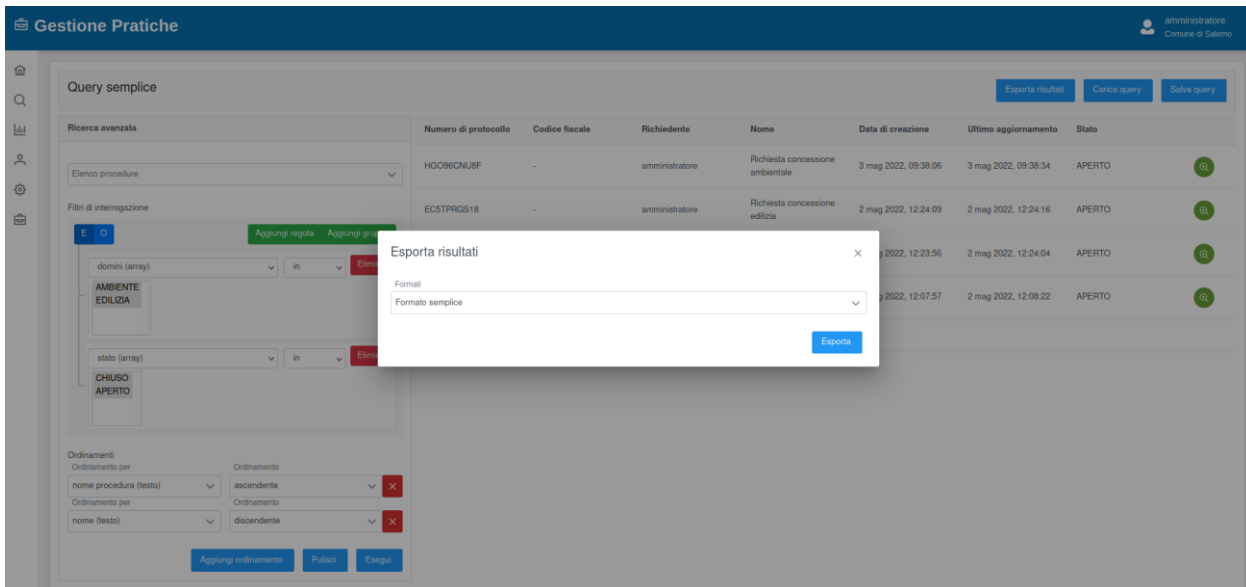 Gestione Pratiche
amministratore
Comune di Salerno
Query semplice
Esporta risultati
Carica query
Salva query
Ricerca avanzata
Elenco procedure
Filtri di interrogazione
E O
Aggiungi regola
domini (array)
in
AMBIENTE
EDILIZIA
stato (array)
in
CHIUSO
APERTO
Ordinamenti
Ordinamento per Ordinamento
nome procedura (testo) ascendente
Ordinamento per Ordinamento
nome (testo) discendente
Aggiungi ordinamento Pulisci Esegui
Numero di protocollo Codice fiscale Richiedente Nome Data di creazione Ultimo aggiornamento Stato
HGO96CNU8F - amministratore Richiesta concessione ambientale 3 mag 2022, 09:38:06 3 mag 2022, 09:38:34 APERTO
EC5TPRGS18 - amministratore Richiesta concessione edilizia 2 mag 2022, 12:24:09 2 mag 2022, 12:24:16 APERTO
2022, 12:23:56 2 mag 2022, 12:24:04 APERTO
2022, 12:07:57 2 mag 2022, 12:08:22 APERTO
Esporta risultati
Formati
Formato semplice
Esporta